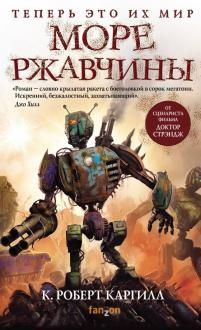 ТЕПЕРЬ ЭТО ИХ МИР
МОРЕ
РЖАВЧИНЫ
«Роман – словно крылатая ракета с боеголовкой в сорок мегатонн.
Искренний, безжалостный, захватывающий».
Джо Хилл
ОТ
СЦЕНАРИСТА
ФИЛЬМА
ДОКТОР
СТРЭНДЖ
К. РОБЕРТ КАРГИЛЛ
fanzon